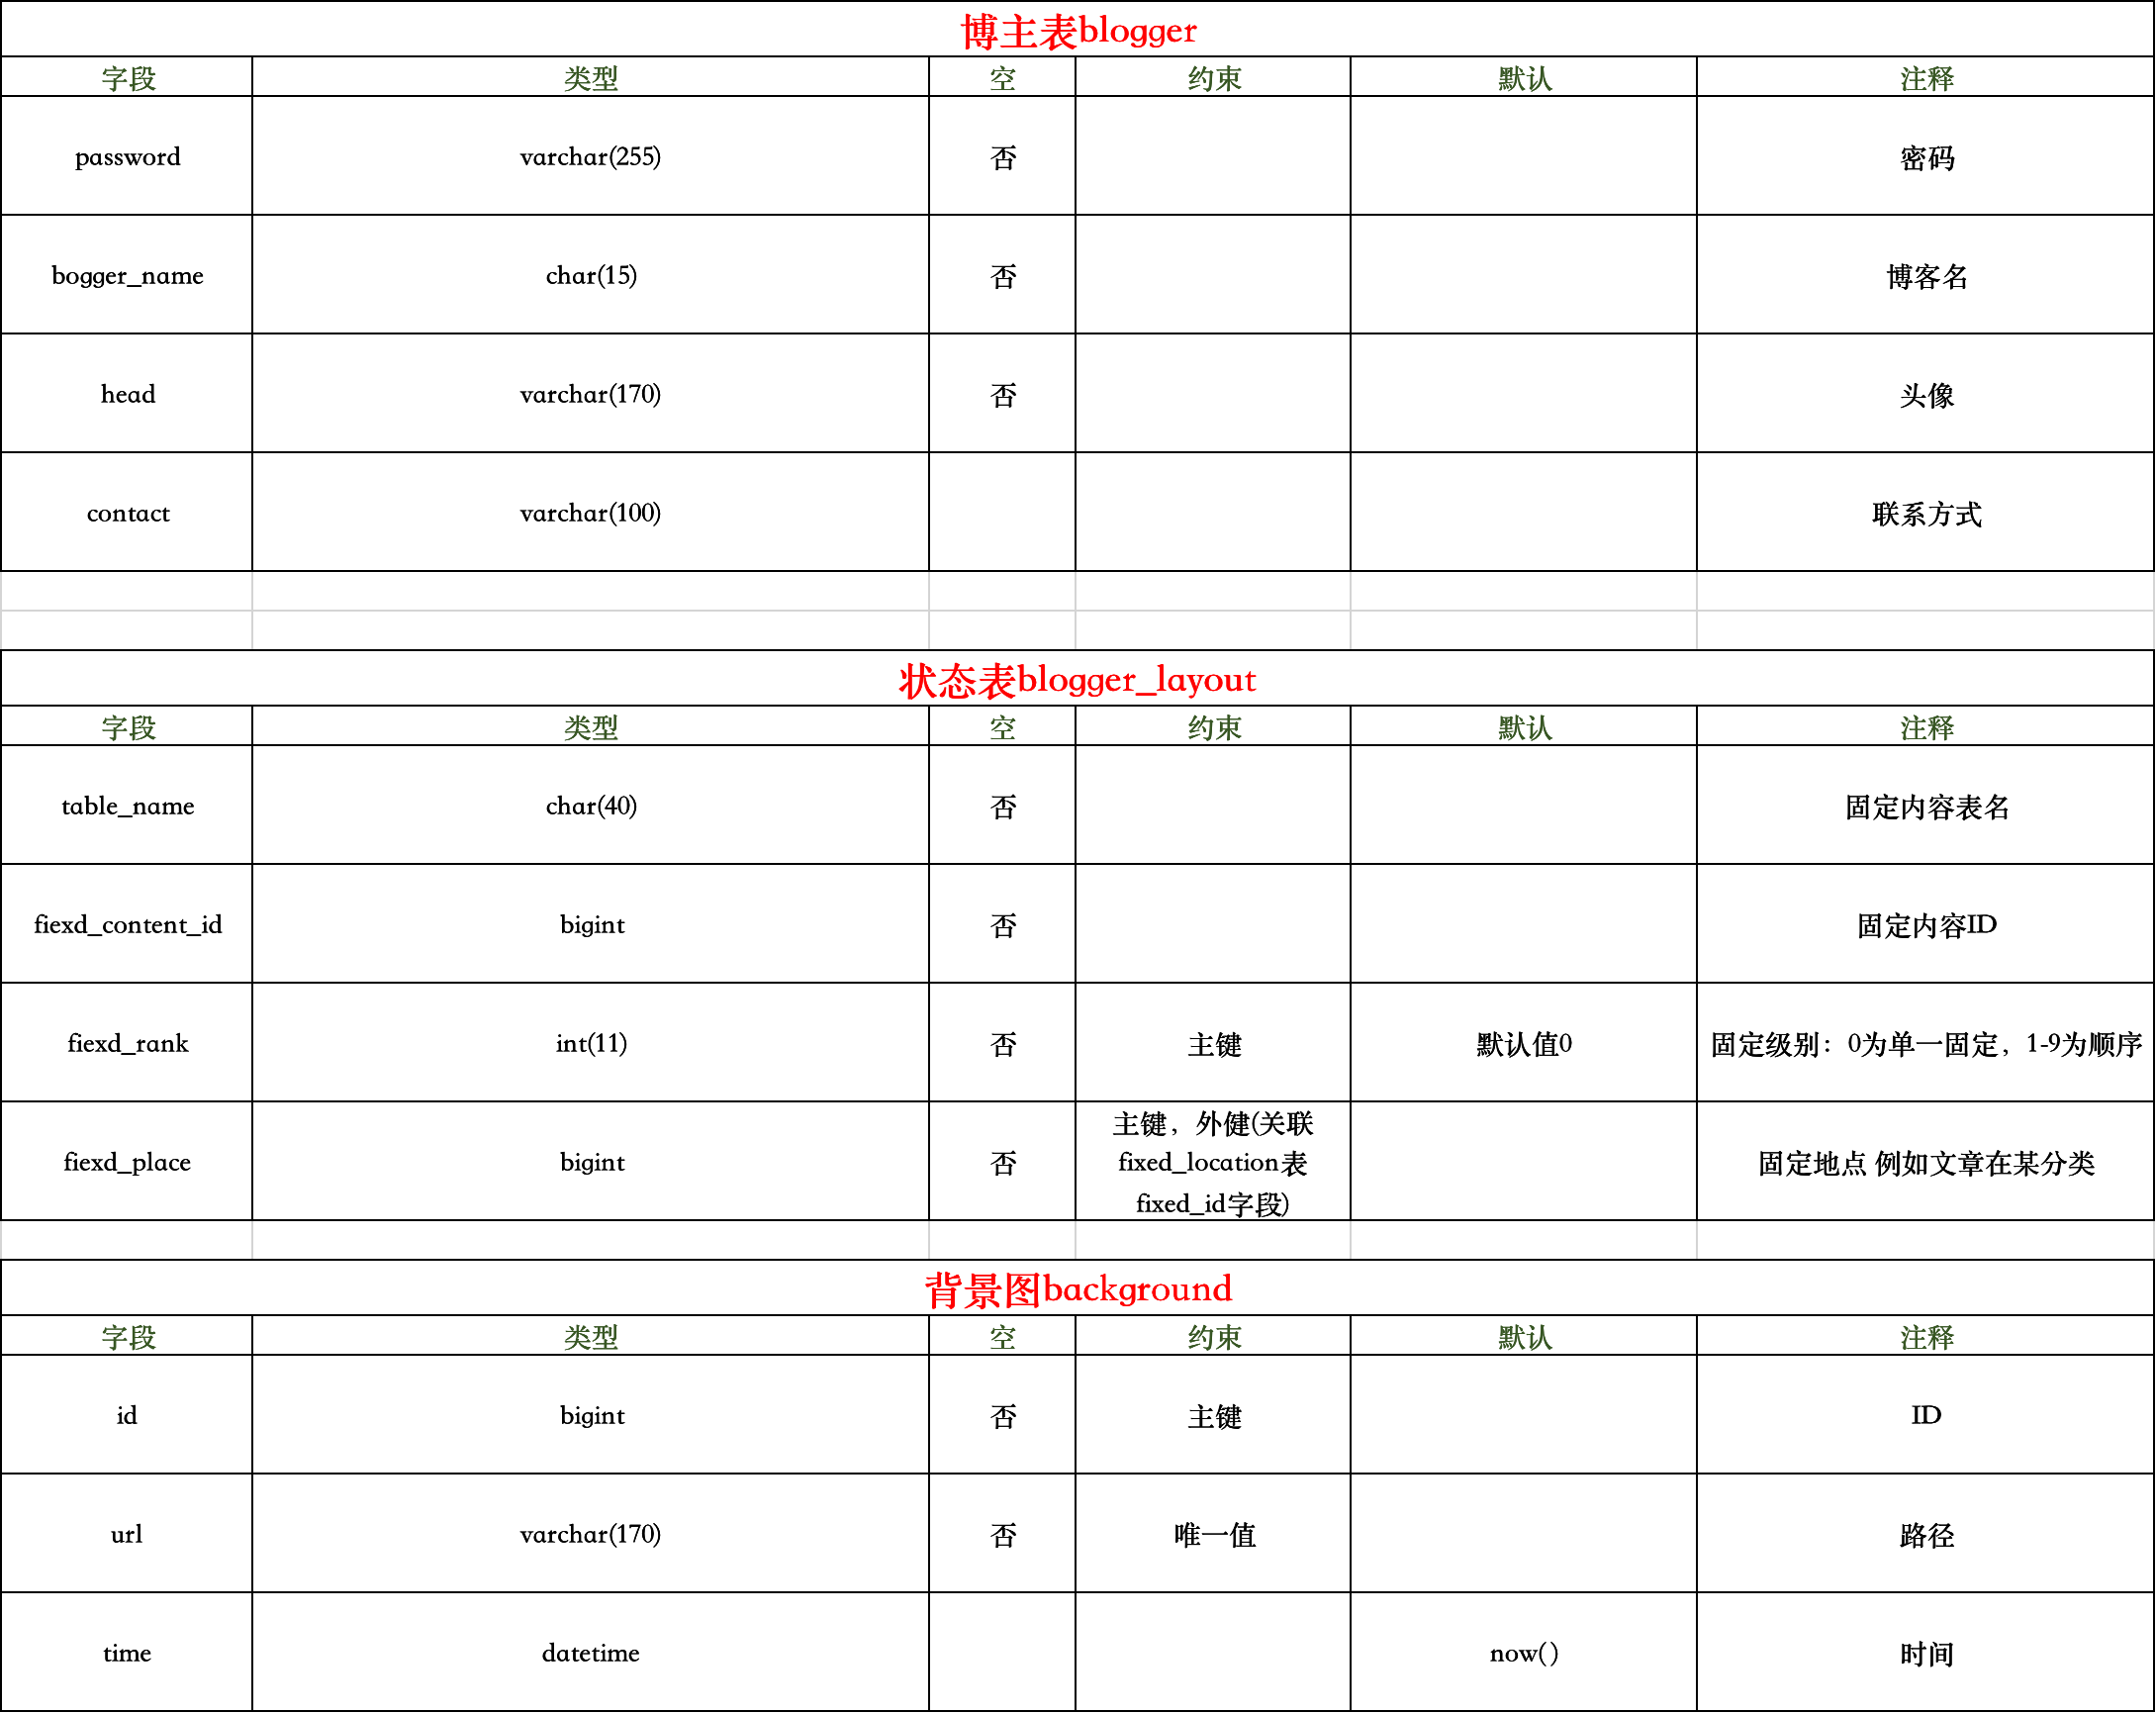 博主表blogger
字段 类型 空 约束 默认 注释
password varchar(255) 否 密码
bogger_name char(15) 否 博客名
head varchar(170) 否 头像
contact varchar(100) 联系方式
状态表blogger_layout
字段 类型 空 约束 默认 注释
table_name char(40) 否 固定内容表名
fiexd_content_id bigint 否 固定内容ID
fiexd_rank int(11) 否 主键 默认值0 固定级别：0为单一固定，1-9为顺序
fiexd_place bigint 否 主键，外健(关联
fixed_location表
fixed_id字段) 固定地点 例如文章在某分类
背景图background
字段 类型 空 约束 默认 注释
id bigint 否 主键 ID
url varchar(170) 否 唯一值 路径
time datetime now() 时间